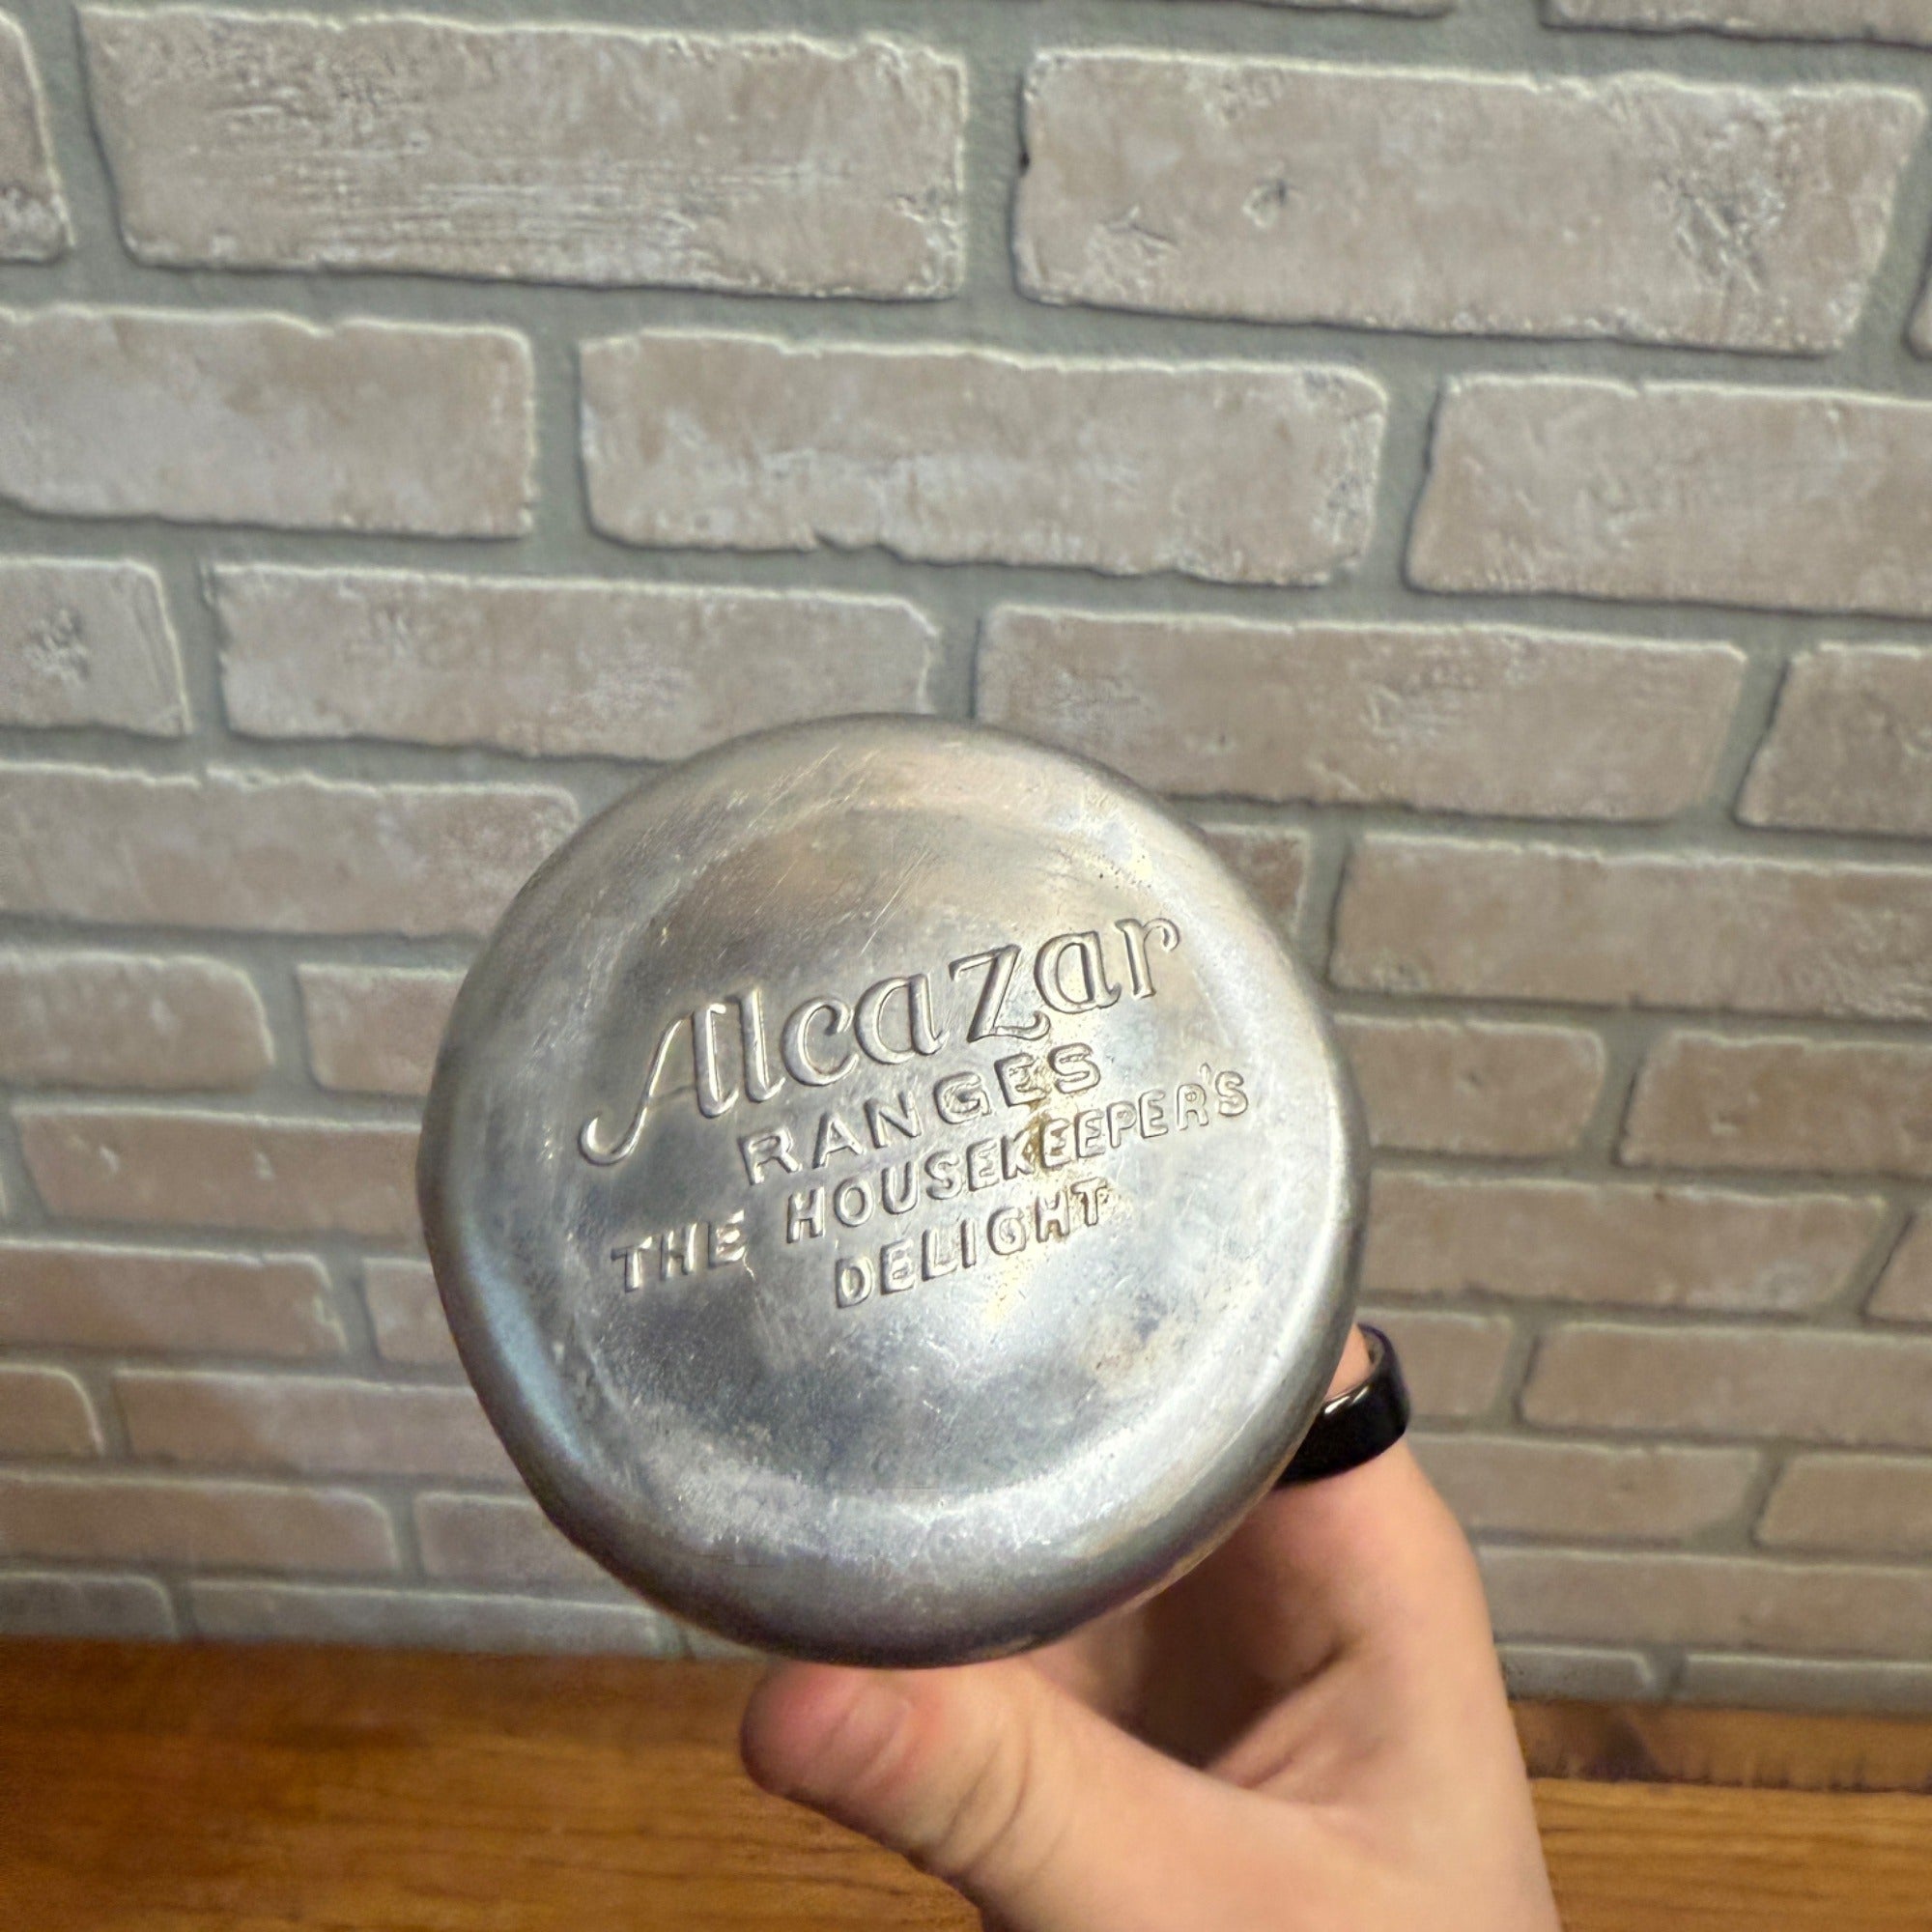 Alcazar
RANGES
THE HOUSEKEEPER'S
DELIGHT